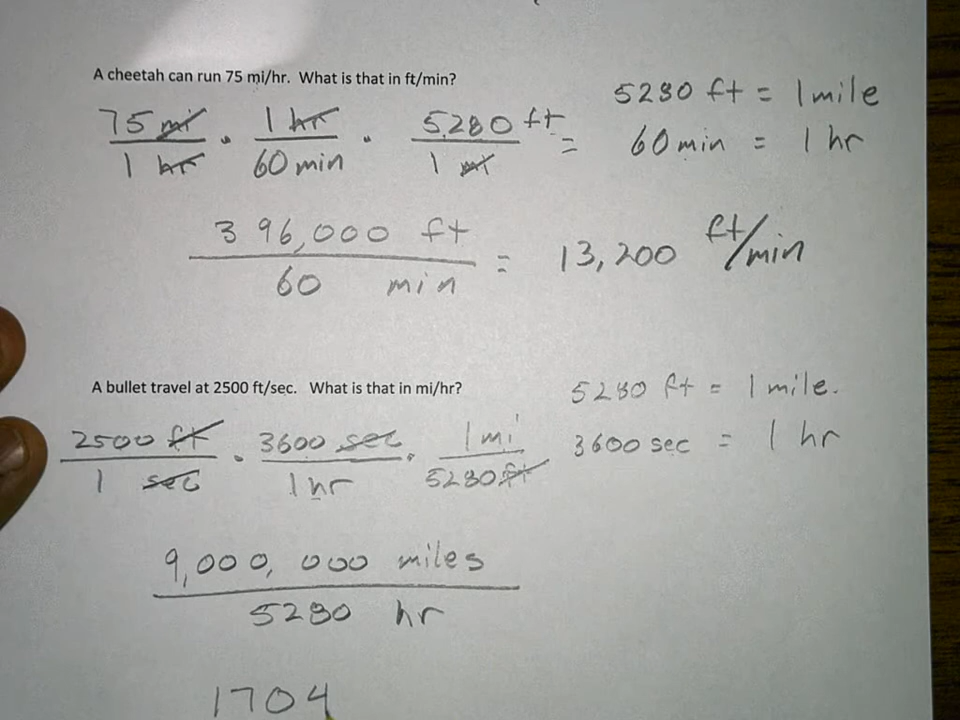 A cheetah can run 75 mi/hr. What is that in ft/min?
5280 ft = 1 mile
75 mi / 1 hr · 1 hr / 60 min · 5280 ft / 1 mi =
60 min = 1 hr
396,000 ft / 60 min = 13,200 ft/min
A bullet travel at 2500 ft/sec. What is that in mi/hr?
5280 ft = 1 mile.
2500 ft / 1 sec · 3600 sec / 1 hr · 1 mi / 5280 ft
3600 sec = 1 hr
9,000,000 miles
5280 hr
1704